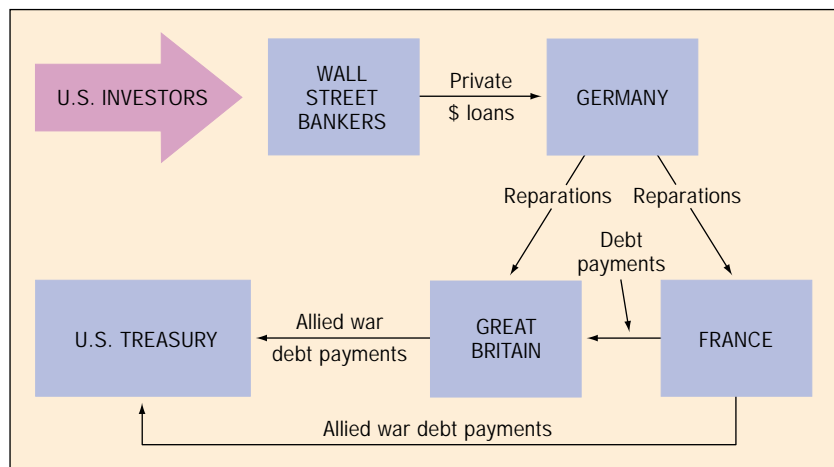 U.S. INVESTORS
WALL
STREET
BANKERS
Private
$ loans
GERMANY
Reparations
Reparations
Debt
payments
U.S. TREASURY
Allied war
debt payments
GREAT
BRITAIN
FRANCE
Allied war debt payments